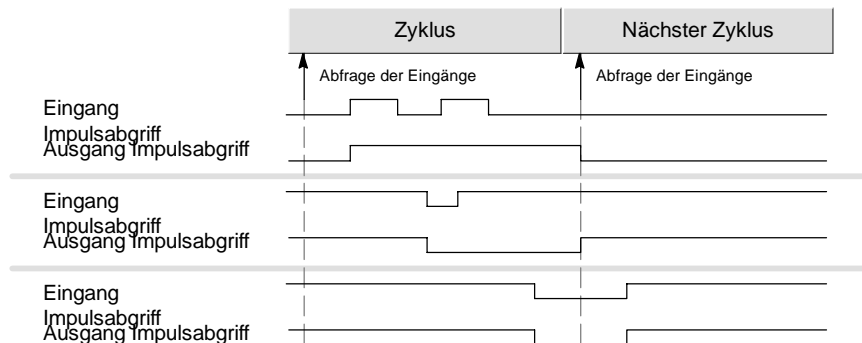 Zyklus
Nächster Zyklus
Abfrage der Eingänge
Abfrage der Eingänge
Eingang
Impulsabgriff
Ausgang Impulsabgriff
Eingang
Impulsabgriff
Ausgang Impulsabgriff
Eingang
Impulsabgriff
Ausgang Impulsabgriff